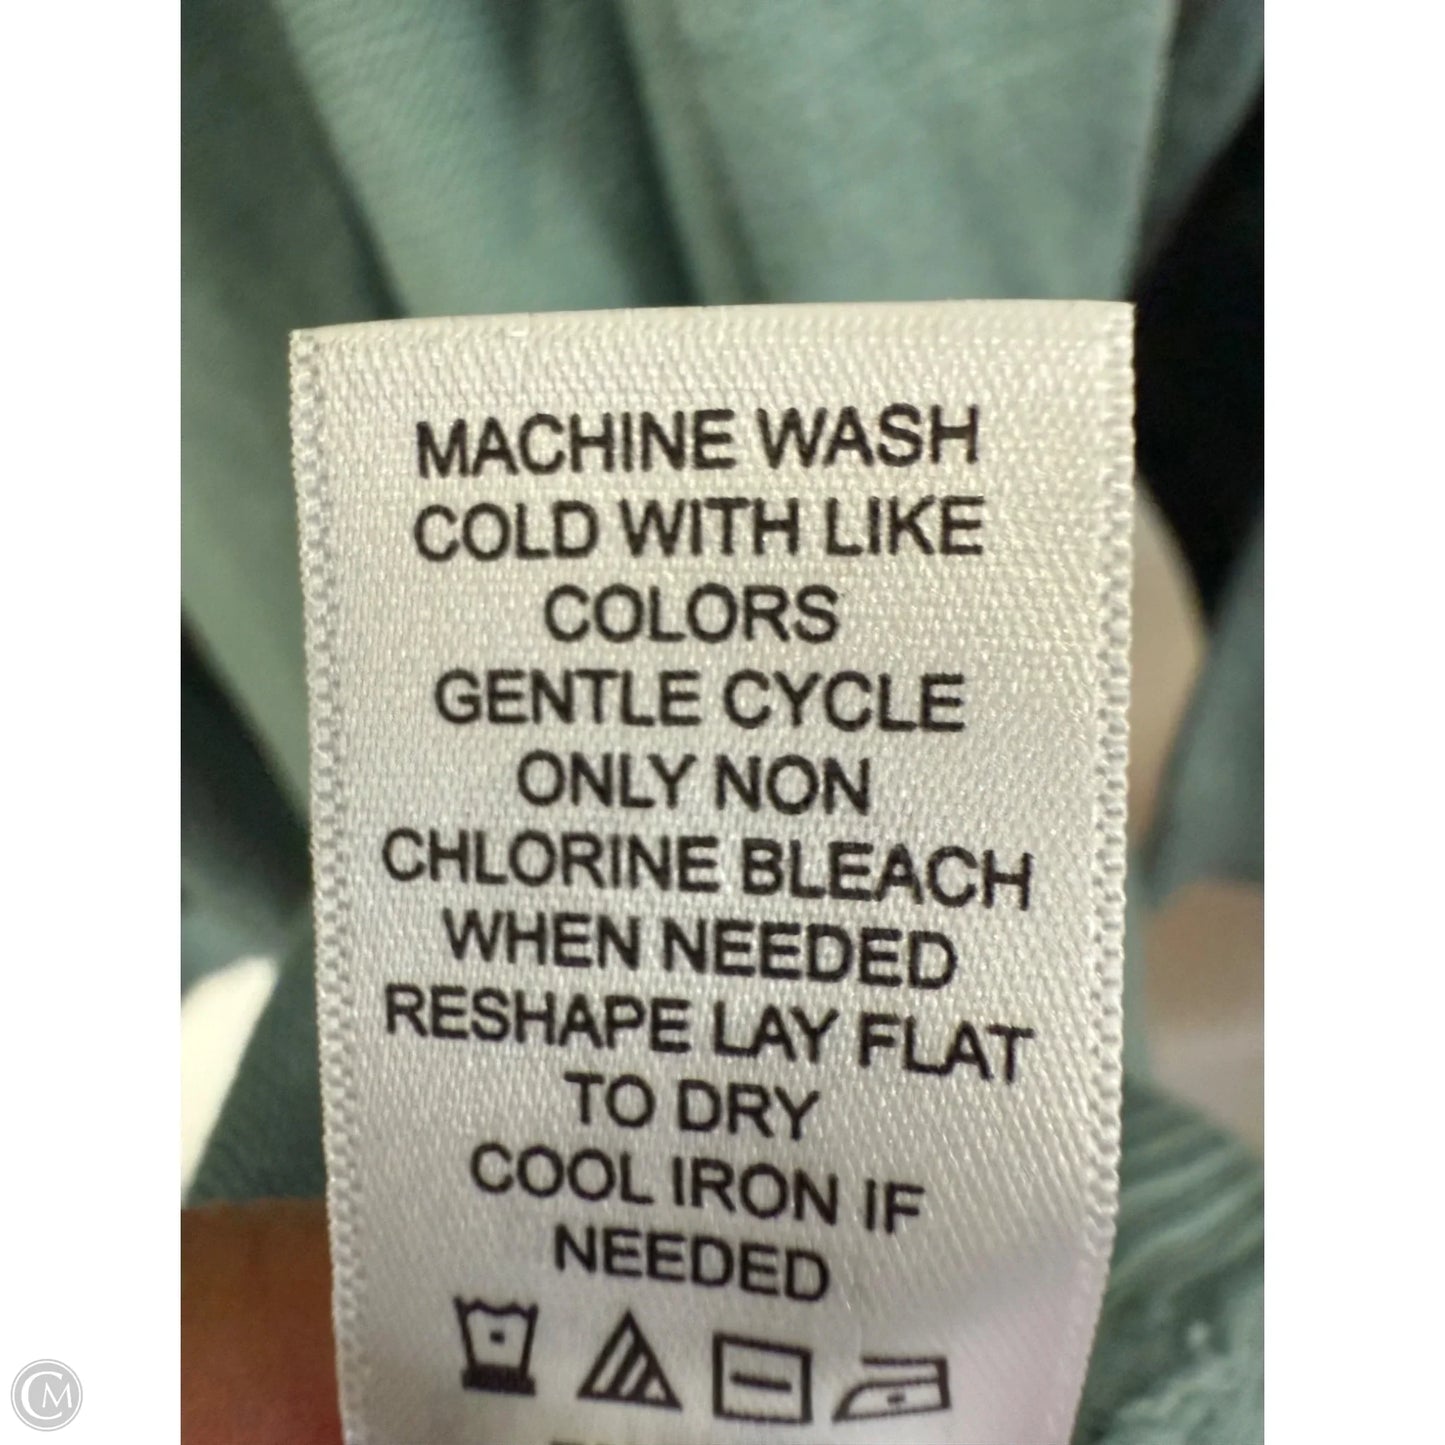 MACHINE WASH
COLD WITH LIKE
COLORS
GENTLE CYCLE
ONLY NON
CHLORINE BLEACH
WHEN NEEDED
RESHAPE LAY FLAT
TO DRY
COOL IRON IF
NEEDED
CM